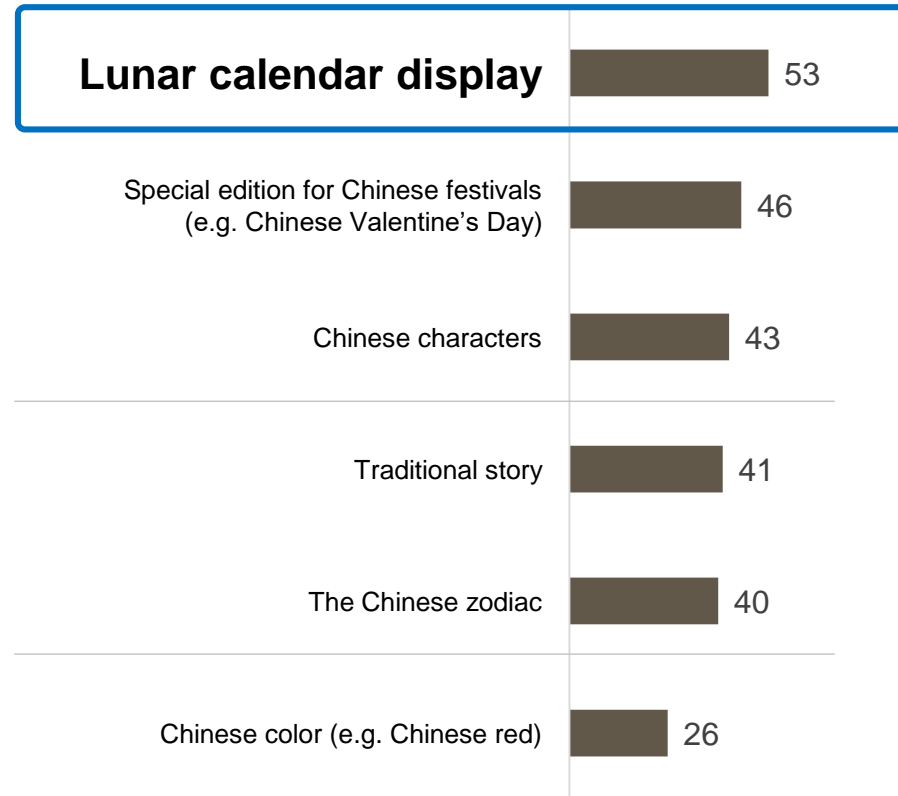 Lunar calendar display 53
Special edition for Chinese festivals
(e.g. Chinese Valentine’s Day) 46
Chinese characters 43
Traditional story 41
The Chinese zodiac 40
Chinese color (e.g. Chinese red) 26